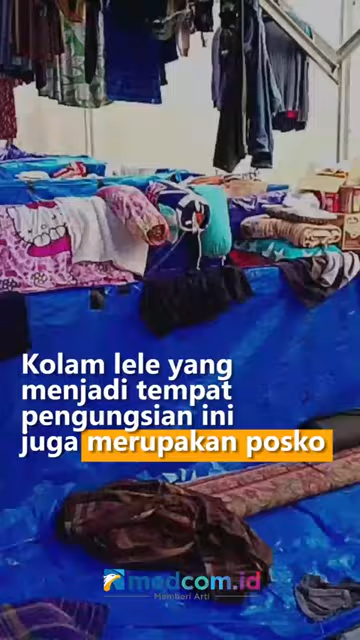 Kolam lele yang
menjadi tempat
pengungsian ini
juga merupakan posko
medcom.id
Memberi Arti